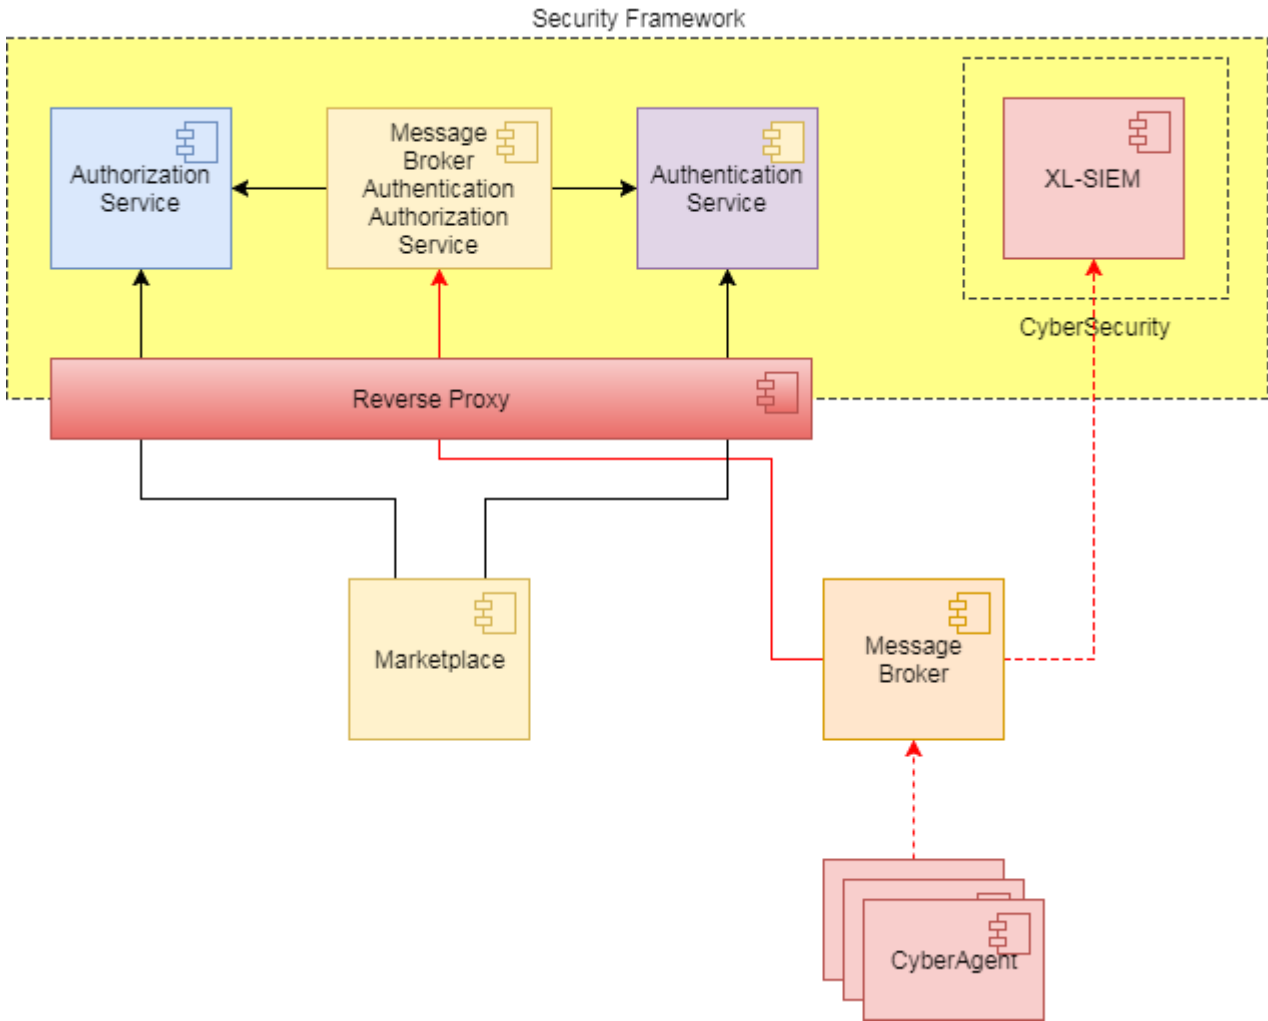 Security Framework
Authorization
Service
Message
Broker
Authentication
Authorization
Service
Authentication
Service
XL-SIEM
CyberSecurity
Reverse Proxy
Marketplace
Message
Broker
CyberAgent